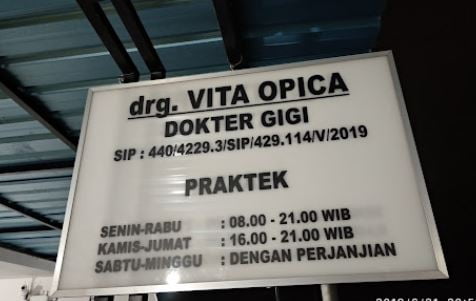 drg. VITA OPICA
DOKTER GIGI
SIP : 440/4229.3/SIP/429.114/V/2019
PRAKTEK
SENIN-RABU : 08.00 - 21.00 WIB
KAMIS-JUMAT : 16.00 - 21.00 WIB
SABTU-MINGGU : DENGAN PERJANJIAN